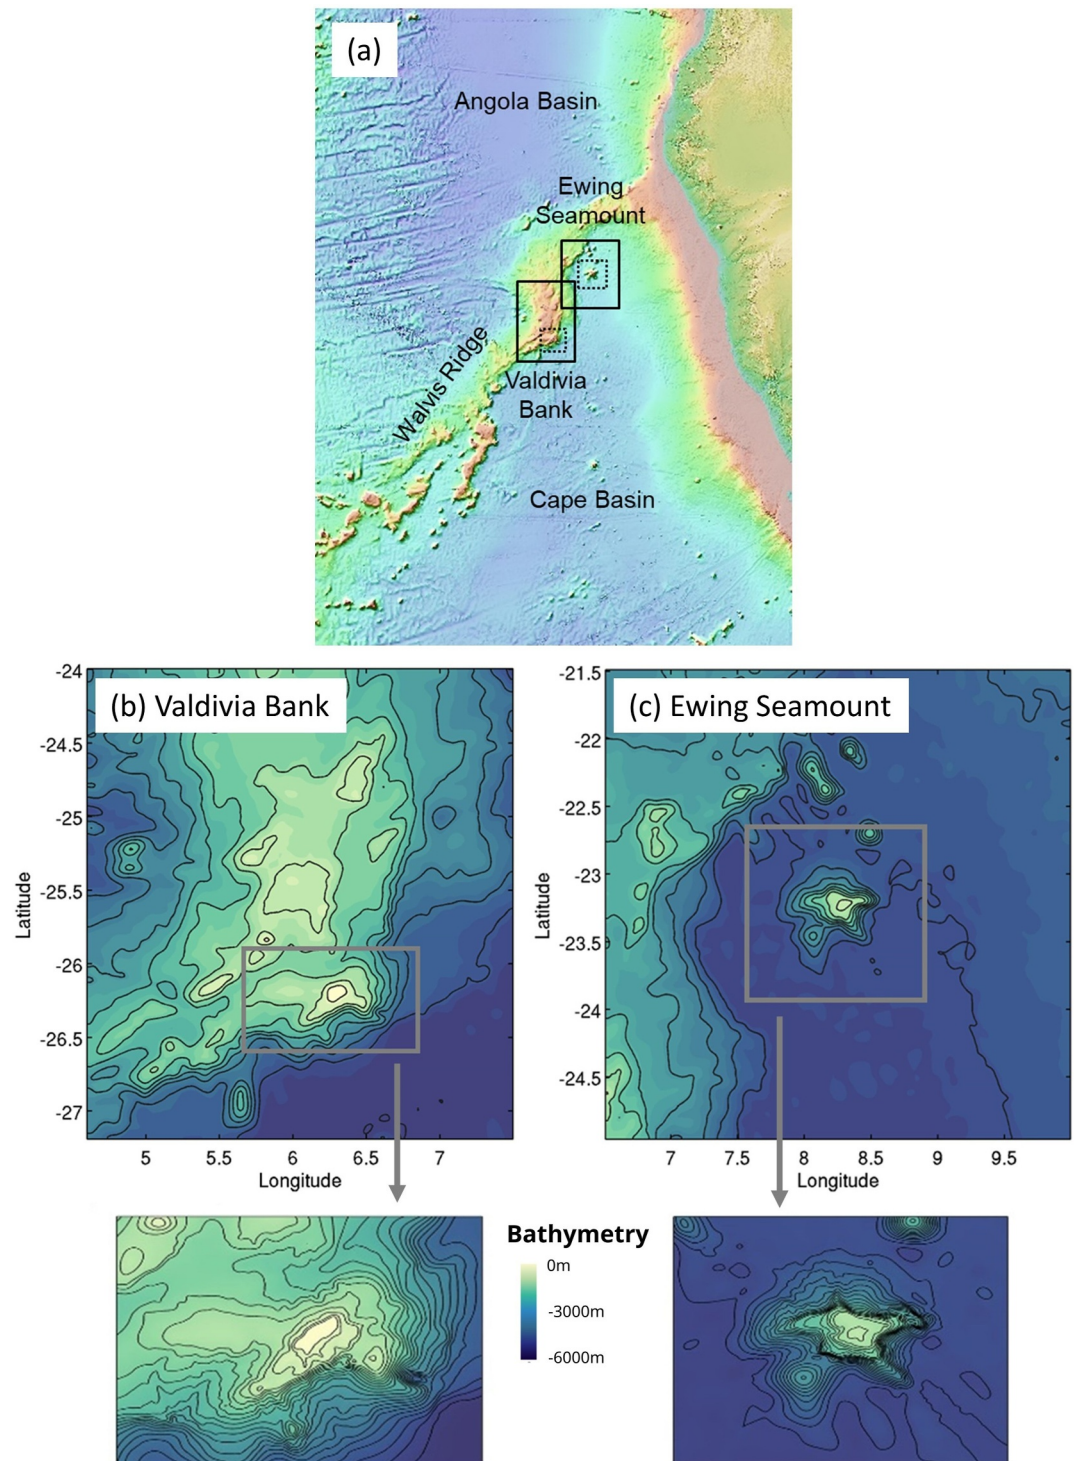 (a)
Angola Basin
Ewing
Seamount
Walvis Ridge
Valdivia
Bank
Cape Basin
(b) Valdivia Bank
-24
-24.5
-25
-25.5
-26
-26.5
-27
Latitude
5
5.5
6
6.5
7
Longitude
(c) Ewing Seamount
-21.5
-22
-22.5
-23
-23.5
-24
-24.5
Latitude
7
7.5
8
8.5
9
9.5
Longitude
Bathymetry
0m
-3000m
-6000m